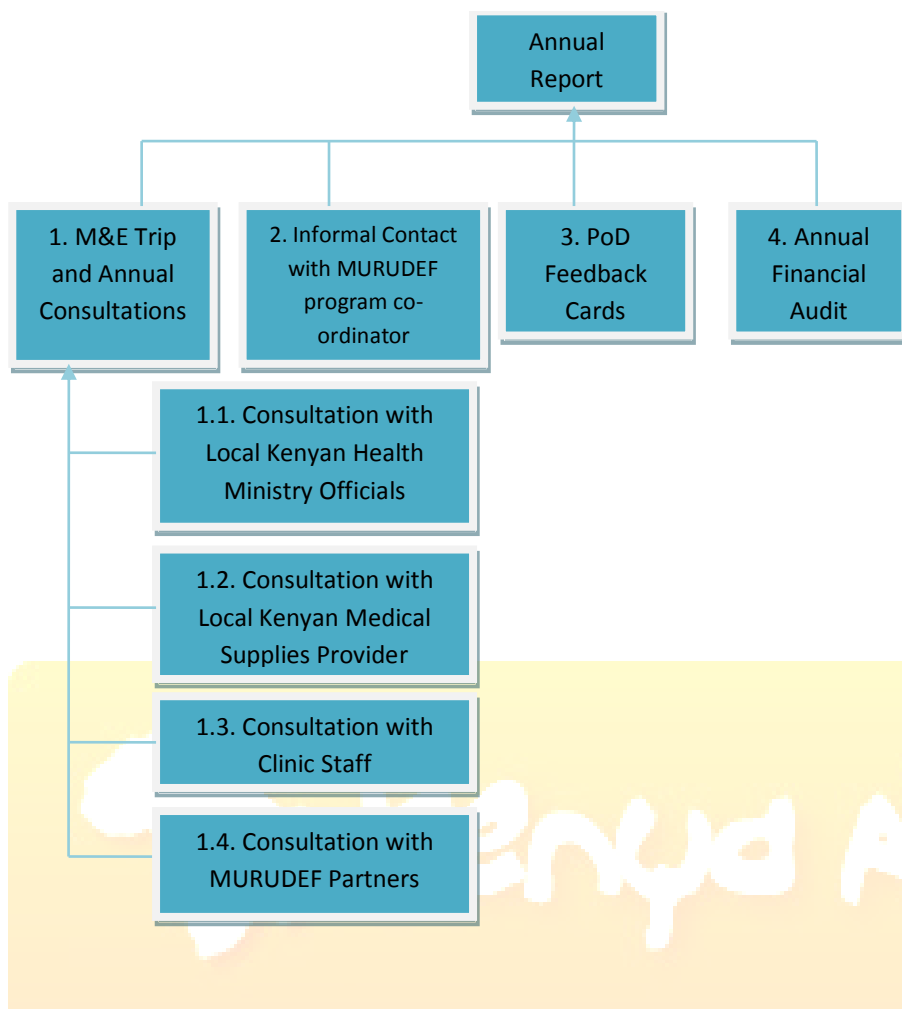 Annual
Report
1. M&E Trip
and Annual
Consultations
2. Informal Contact
with MURUDEF
program co-
ordinator
3. PoD
Feedback
Cards
4. Annual
Financial
Audit
1.1. Consultation with
Local Kenyan Health
Ministry Officials
1.2. Consultation with
Local Kenyan Medical
Supplies Provider
1.3. Consultation with
Clinic Staff
1.4. Consultation with
MURUDEF Partners
Kenya